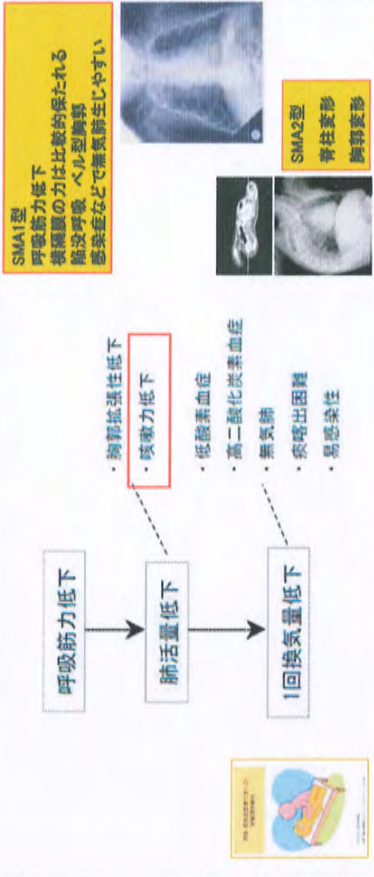 呼吸筋力低下
肺活量低下
1回換気量低下
・胸郭拡張性低下
・咳嗽力低下
・低酸素血症
・高二酸化炭素血症
・無気肺
・痰喀出困難
・易感染性
SMA1型
呼吸筋力低下
横隔膜の力は比較的保たれる
陥没呼吸 ベル型胸郭
感染症などで無気肺生じやすい
SMA2型
脊柱変形
胸郭変形